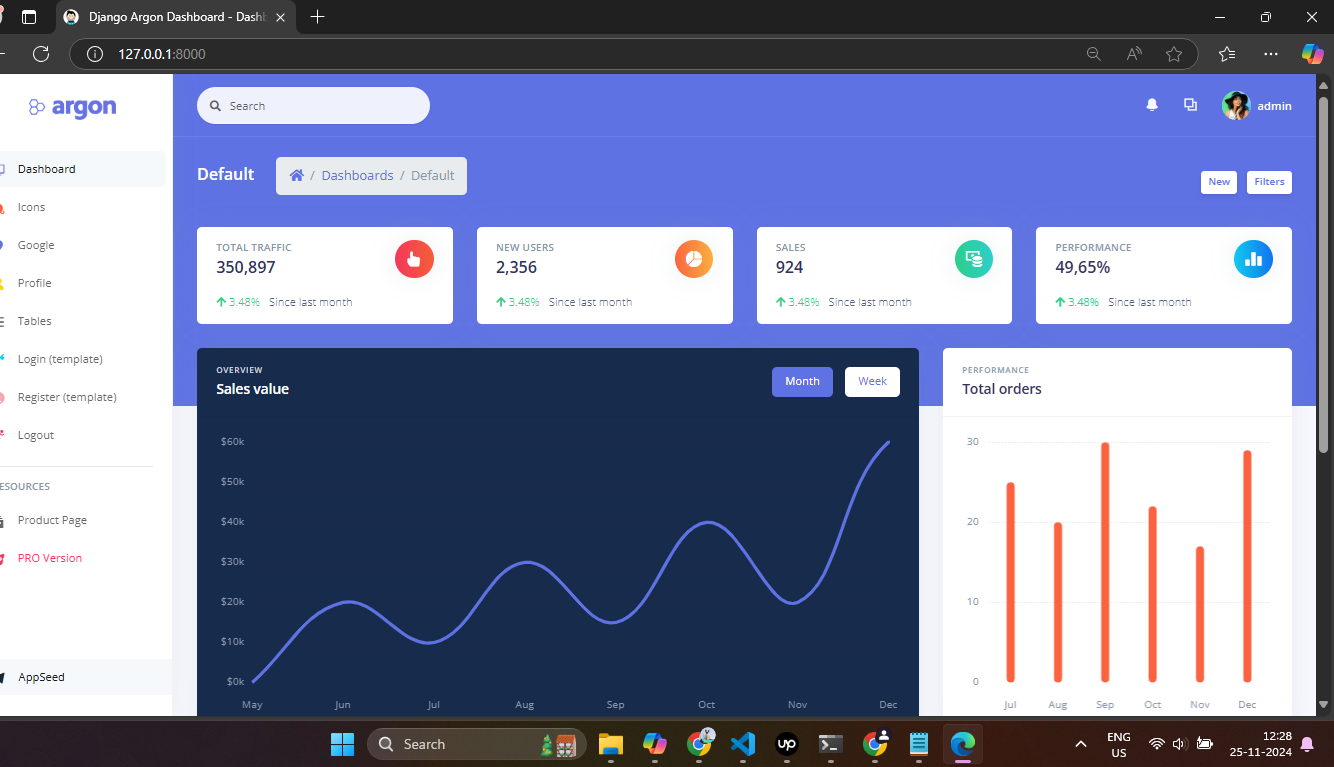 Django Argon Dashboard - Dash
127.0.0.1:8000
argon
Search
admin
Dashboard
Icons
Google
Profile
Tables
Login (template)
Register (template)
Logout
ESOURCES
Product Page
PRO Version
AppSeed
Default
/ Dashboards / Default
New
Filters
TOTAL TRAFFIC
350,897
3.48% Since last month
NEW USERS
2,356
3.48% Since last month
SALES
924
3.48% Since last month
PERFORMANCE
49,65%
3.48% Since last month
OVERVIEW
Sales value
Month
Week
$60k
$50k
$40k
$30k
$20k
$10k
$0k
May Jun Jul Aug Sep Oct Nov Dec
PERFORMANCE
Total orders
30
20
10
0
Jul Aug Sep Oct Nov Dec
Search
up
ENG
US
12:28
25-11-2024